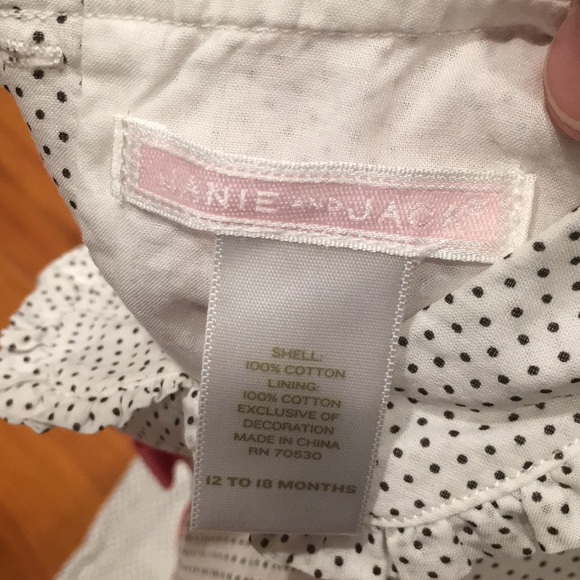 JANIE AND JACK
SHELL:
100% COTTON
LINING:
100% COTTON
EXCLUSIVE OF
DECORATION
MADE IN CHINA
RN 70530
12 TO 18 MONTHS